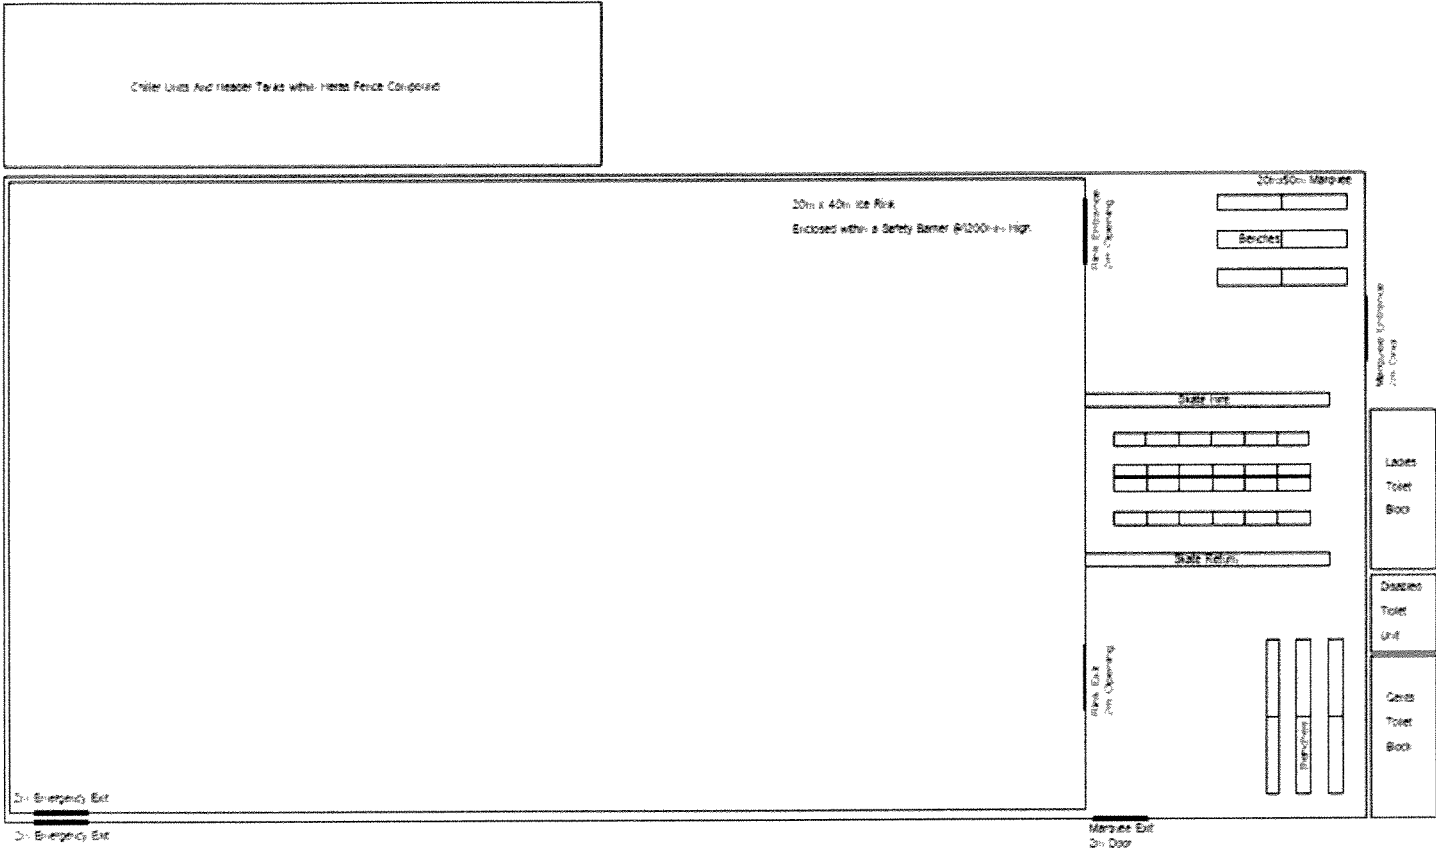 Chiller Units And Header Tanks within Heras Fence Compound
20m x 50m Marquee
20m x 40m Ice Rink
Enclosed within a Safety Barrier @1200mm High
Rink Entrance
2m Opening
Benches
Marquee Entrance
2m Door
Skate Hire
Ladies
Toilet
Block
Skate Return
Disabled
Toilet
Unit
Rink Exit
2m Opening
Gents
Toilet
Block
Benches
2m Emergency Exit
2m Emergency Exit
Marquee Exit
2m Door